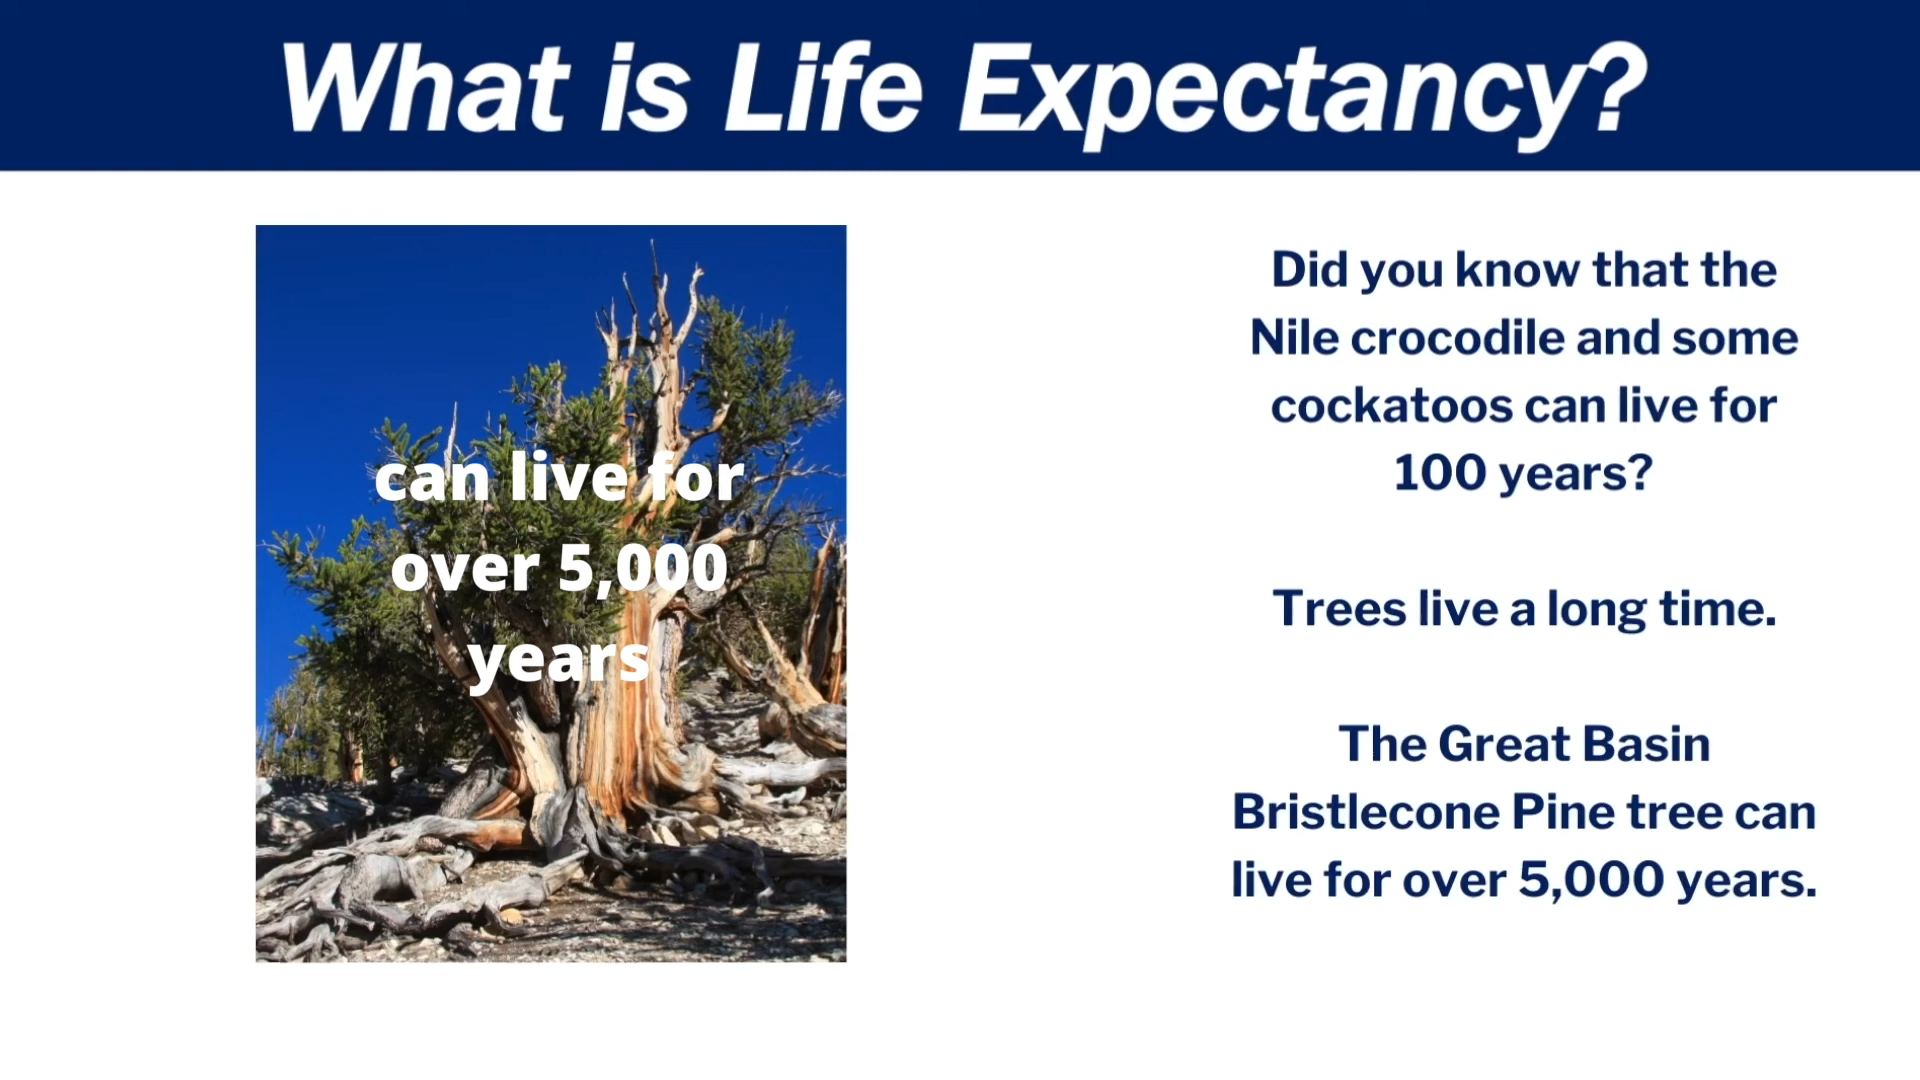 What is Life Expectancy?
can live for
over 5,000
years
Did you know that the
Nile crocodile and some
cockatoos can live for
100 years?
Trees live a long time.
The Great Basin
Bristlecone Pine tree can
live for over 5,000 years.